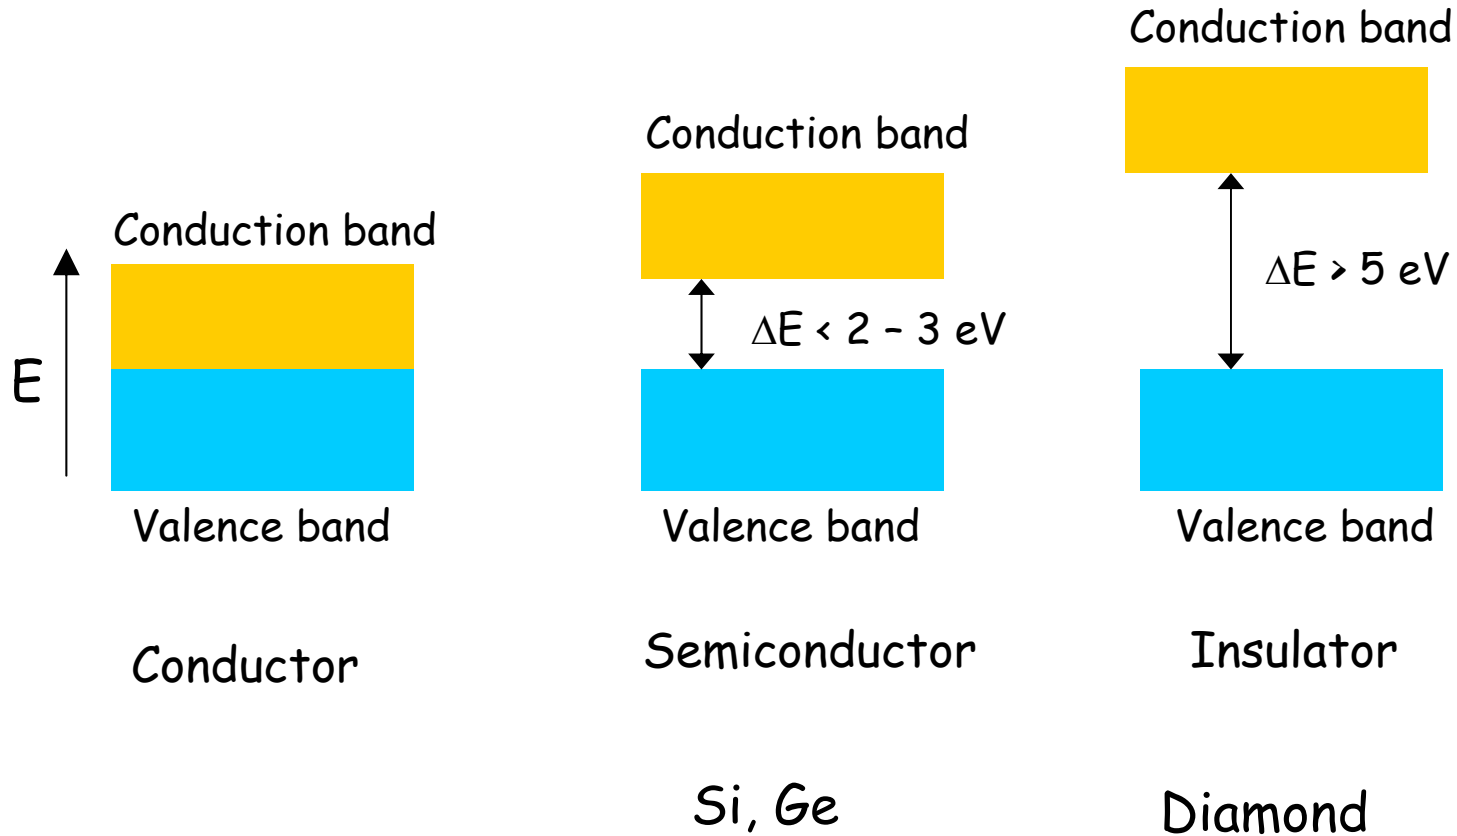 Conduction band
Conduction band
Conduction band
E
ΔE < 2 – 3 eV
ΔE > 5 eV
Valence band
Valence band
Valence band
Conductor
Semiconductor
Insulator
Si, Ge
Diamond